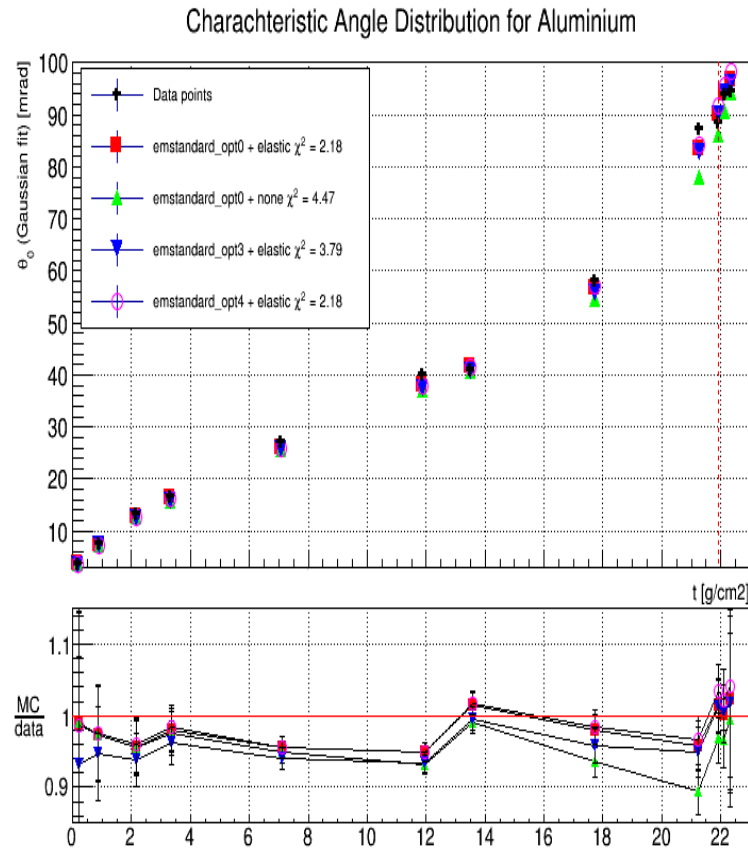 Charachteristic Angle Distribution for Aluminium
θₒ (Gaussian fit) [mrad]
100
90
80
70
60
50
40
30
20
10
Data points
emstandard_opt0 + elastic χ² = 2.18
emstandard_opt0 + none χ² = 4.47
emstandard_opt3 + elastic χ² = 3.79
emstandard_opt4 + elastic χ² = 2.18
t [g/cm2]
MC
data
1.1
1
0.9
0 2 4 6 8 10 12 14 16 18 20 22